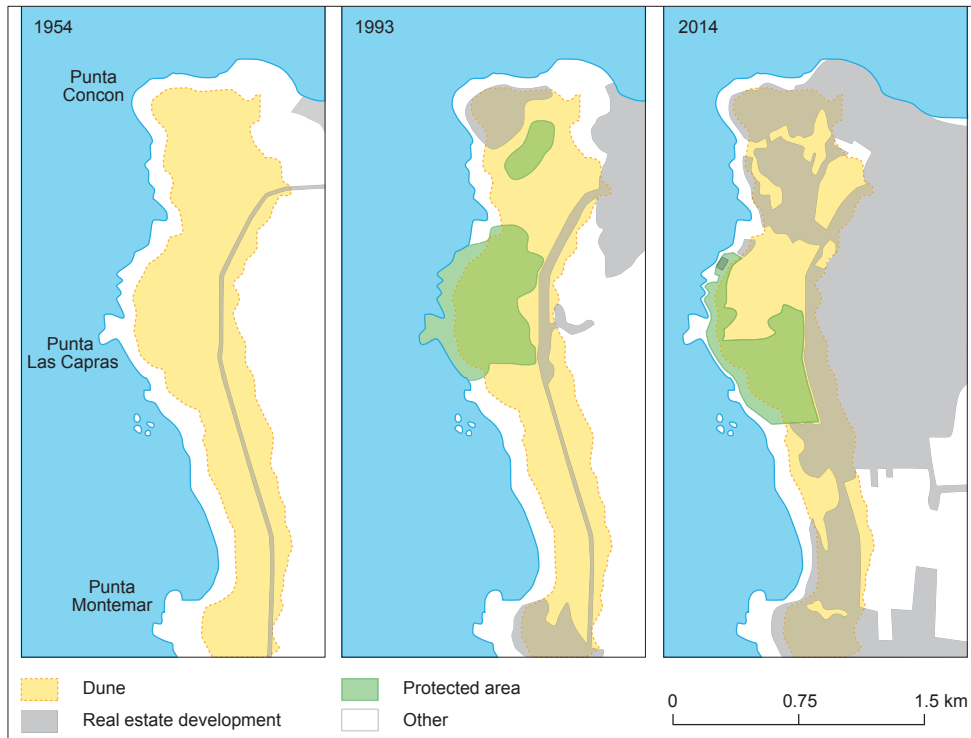 1954
1993
2014
Punta
Concon
Punta
Las Capras
Punta
Montemar
Dune
Protected area
Real estate development
Other
0
0.75
1.5 km